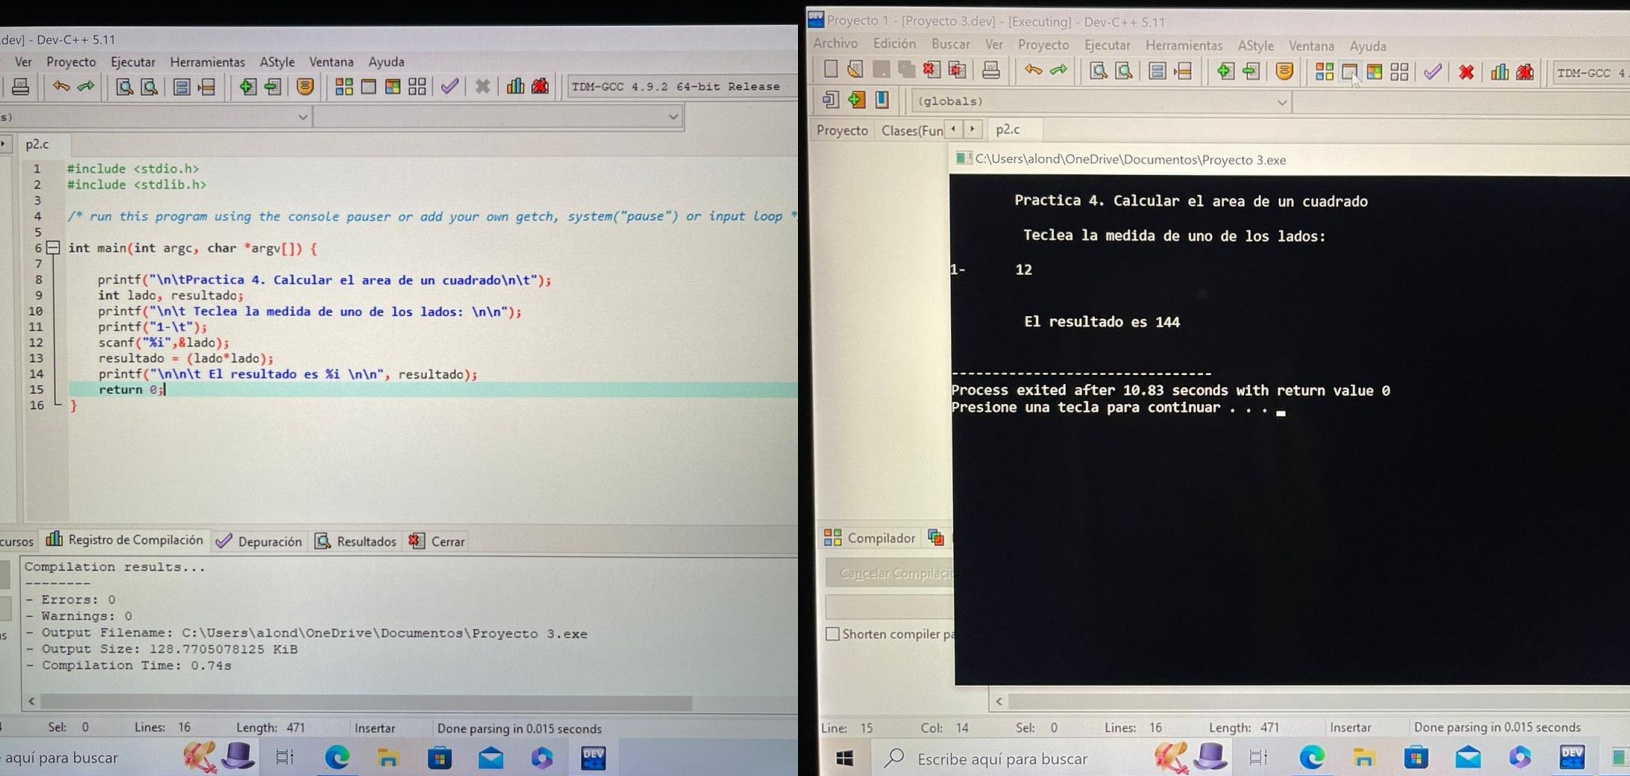 .dev] - Dev-C++ 5.11
Ver Proyecto Ejecutar Herramientas AStyle Ventana Ayuda
TDM-GCC 4.9.2 64-bit Release
s)
p2.c
1 #include <stdio.h>
2 #include <stdlib.h>
3
4 /* run this program using the console pauser or add your own getch, system("pause") or input loop *
5
6 int main(int argc, char *argv[]) {
7
8 printf("\n\tPractica 4. Calcular el area de un cuadrado\n\t");
9 int lado, resultado;
10 printf("\n\t Teclea la medida de uno de los lados: \n\n");
11 printf("1-\t");
12 scanf("%i",&lado);
13 resultado = (lado*lado);
14 printf("\n\n\t El resultado es %i \n\n", resultado);
15 return 0;
16 }
cursos Registro de Compilación Depuración Resultados Cerrar
Compilation results...
--------
- Errors: 0
- Warnings: 0
- Output Filename: C:\Users\alond\OneDrive\Documentos\Proyecto 3.exe
- Output Size: 128.7705078125 KiB
- Compilation Time: 0.74s
Sel: 0 Lines: 16 Length: 471 Insertar Done parsing in 0.015 seconds
aquí para buscar
DEV
Proyecto 1 - [Proyecto 3.dev] - [Executing] - Dev-C++ 5.11
Archivo Edición Buscar Ver Proyecto Ejecutar Herramientas AStyle Ventana Ayuda
TDM-GCC 4.
(globals)
Proyecto Clases(Fun p2.c
C:\Users\alond\OneDrive\Documentos\Proyecto 3.exe
Practica 4. Calcular el area de un cuadrado
Teclea la medida de uno de los lados:
1- 12
El resultado es 144
--------------------------------
Process exited after 10.83 seconds with return value 0
Presione una tecla para continuar . . .
Compilador
Cancelar Compilaci
Shorten compiler pa
Line: 15 Col: 14 Sel: 0 Lines: 16 Length: 471 Insertar Done parsing in 0.015 seconds
Escribe aquí para buscar
DEV